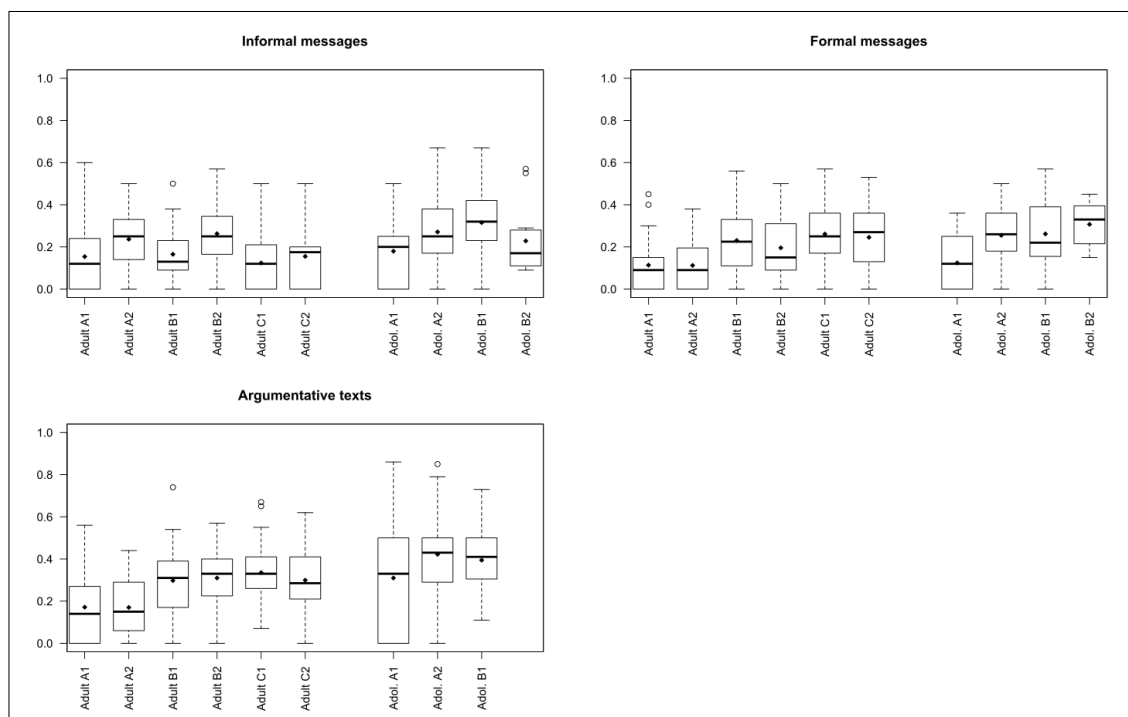 Informal messages
1.0
0.8
0.6
0.4
0.2
0.0
Adult A1
Adult A2
Adult B1
Adult B2
Adult C1
Adult C2
Adol. A1
Adol. A2
Adol. B1
Adol. B2
Formal messages
1.0
0.8
0.6
0.4
0.2
0.0
Adult A1
Adult A2
Adult B1
Adult B2
Adult C1
Adult C2
Adol. A1
Adol. A2
Adol. B1
Adol. B2
Argumentative texts
1.0
0.8
0.6
0.4
0.2
0.0
Adult A1
Adult A2
Adult B1
Adult B2
Adult C1
Adult C2
Adol. A1
Adol. A2
Adol. B1